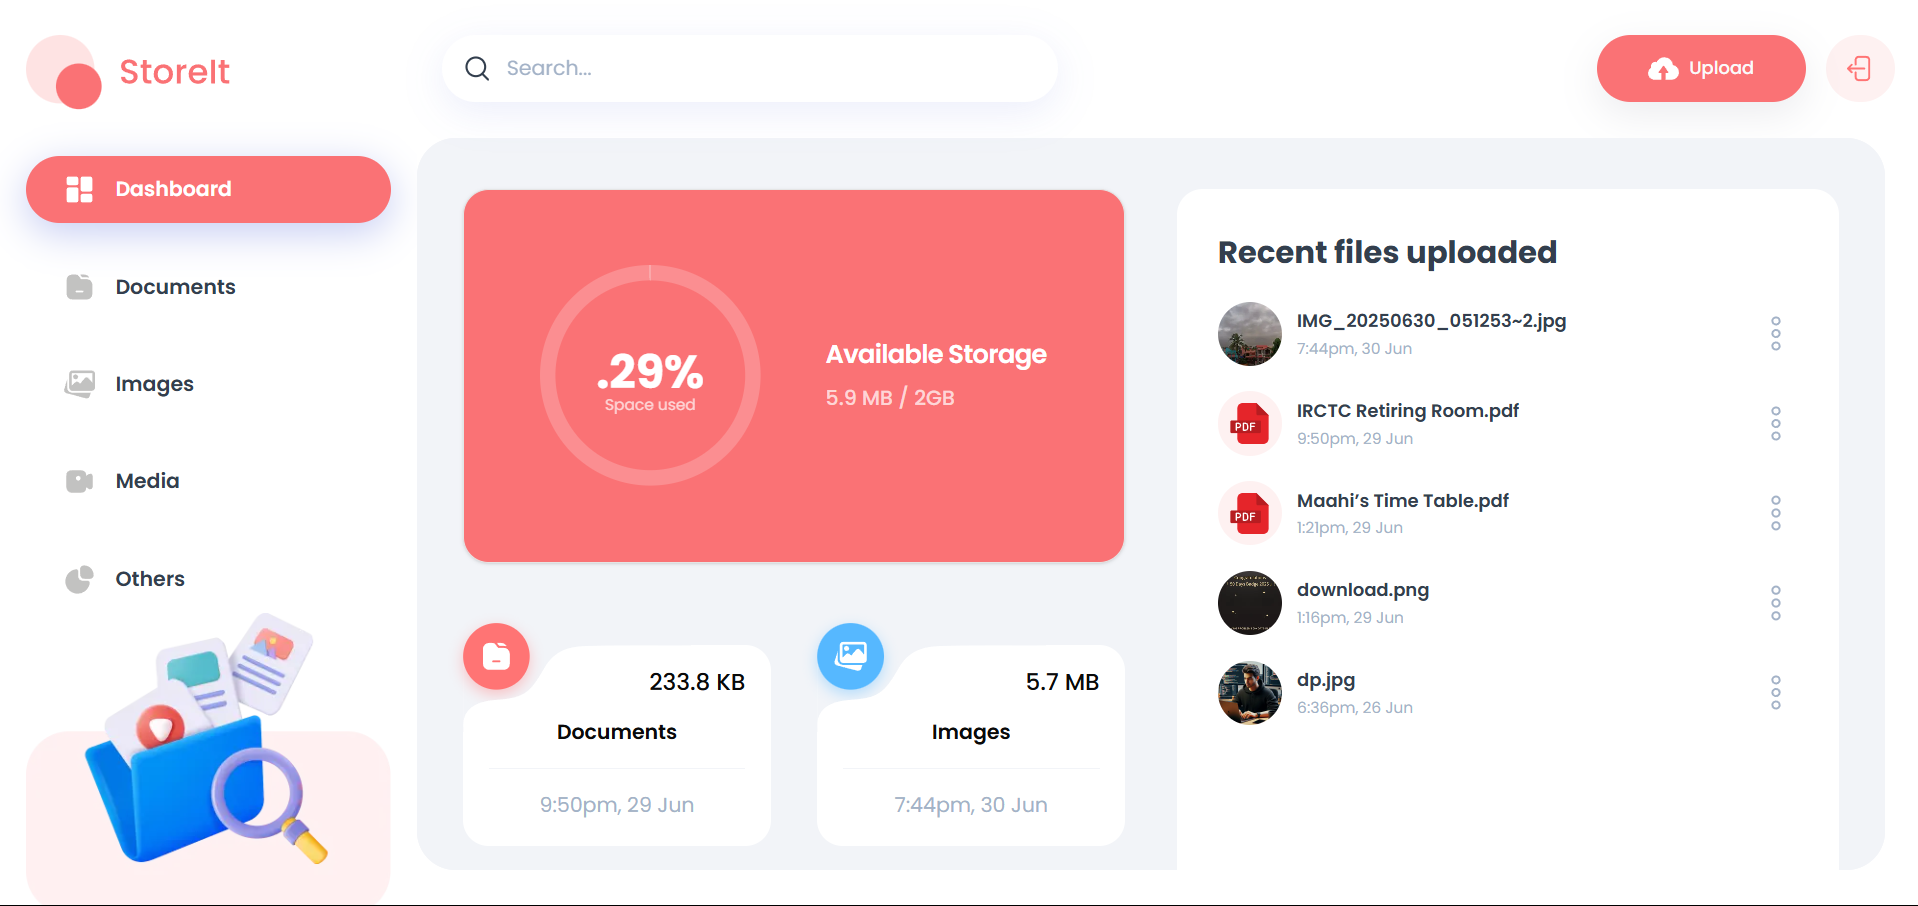 StoreIt
Search...
Upload
Dashboard
Documents
Images
Media
Others
.29%
Space used
Available Storage
5.9 MB / 2GB
233.8 KB
Documents
9:50pm, 29 Jun
5.7 MB
Images
7:44pm, 30 Jun
Recent files uploaded
IMG_20250630_051253~2.jpg
7:44pm, 30 Jun
PDF
IRCTC Retiring Room.pdf
9:50pm, 29 Jun
PDF
Maahi’s Time Table.pdf
1:21pm, 29 Jun
download.png
1:16pm, 29 Jun
dp.jpg
6:36pm, 26 Jun